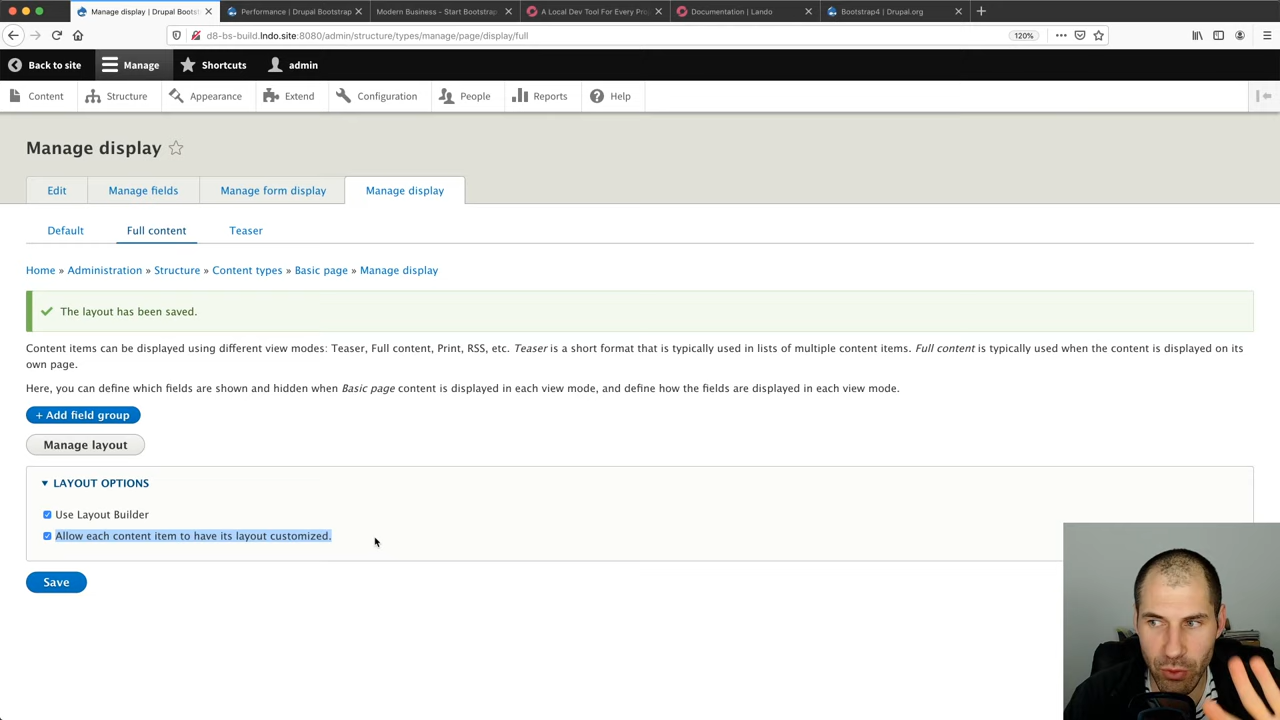 Manage display | Drupal Bootst
Performance | Drupal Bootstrap
Modern Business - Start Bootstrap
A Local Dev Tool For Every Pro
Documentation | Lando
Bootstrap4 | Drupal.org
d8-bs-build.lndo.site:8080/admin/structure/types/manage/page/display/full
120%
Back to site
Manage
Shortcuts
admin
Content
Structure
Appearance
Extend
Configuration
People
Reports
Help
Manage display
Edit
Manage fields
Manage form display
Manage display
Default
Full content
Teaser
Home » Administration » Structure » Content types » Basic page » Manage display
The layout has been saved.
Content items can be displayed using different view modes: Teaser, Full content, Print, RSS, etc. Teaser is a short format that is typically used in lists of multiple content items. Full content is typically used when the content is displayed on its
own page.
Here, you can define which fields are shown and hidden when Basic page content is displayed in each view mode, and define how the fields are displayed in each view mode.
+ Add field group
Manage layout
LAYOUT OPTIONS
Use Layout Builder
Allow each content item to have its layout customized.
Save